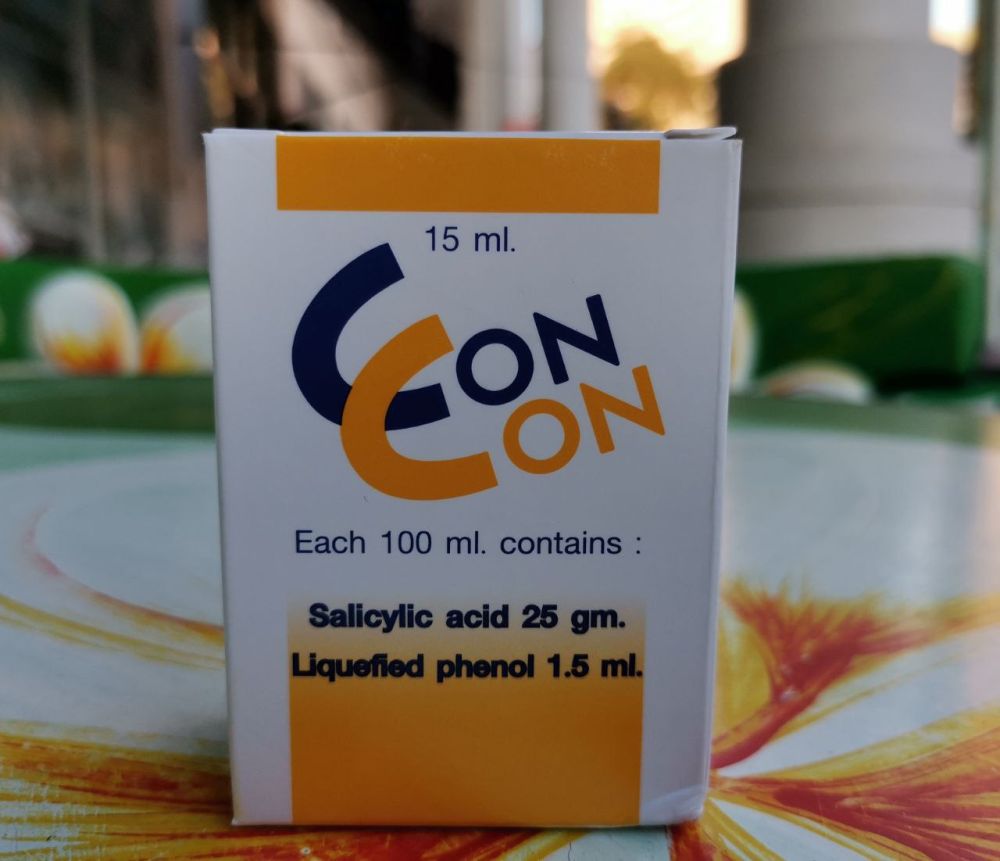 15 ml.
CON
CON
Each 100 ml. contains :
Salicylic acid 25 gm.
Liquefied phenol 1.5 ml.